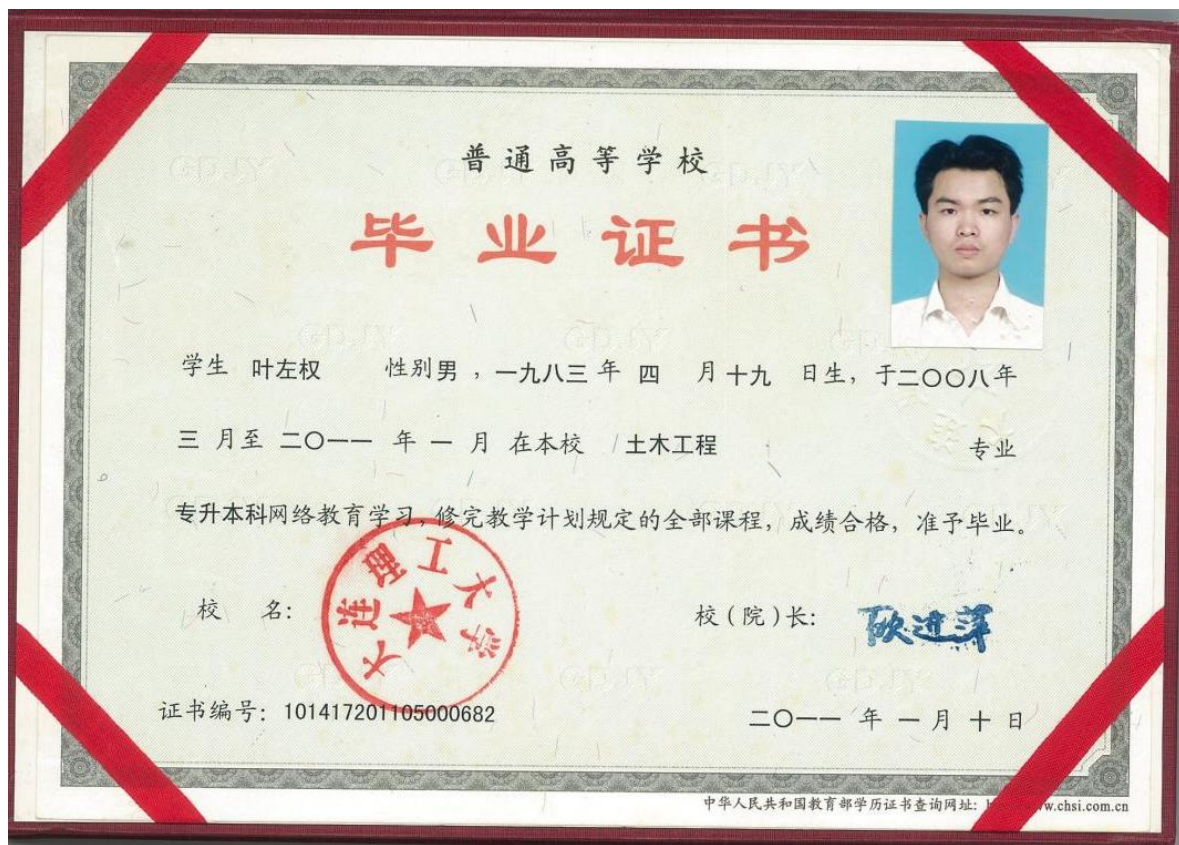 普通高等学校
毕业证书
学生 叶左权 性别男，一九八三年 四 月十九 日生，于二〇〇八年
三 月至 二〇一一 年 一 月 在本校 土木工程 专业
专升本科网络教育学习，修完教学计划规定的全部课程，成绩合格，准予毕业。
校 名：
大连理工大学
校（院）长：
证书编号：101417201105000682
二〇一一 年 一 月 十 日
中华人民共和国教育部学历证书查询网址： www.chsi.com.cn